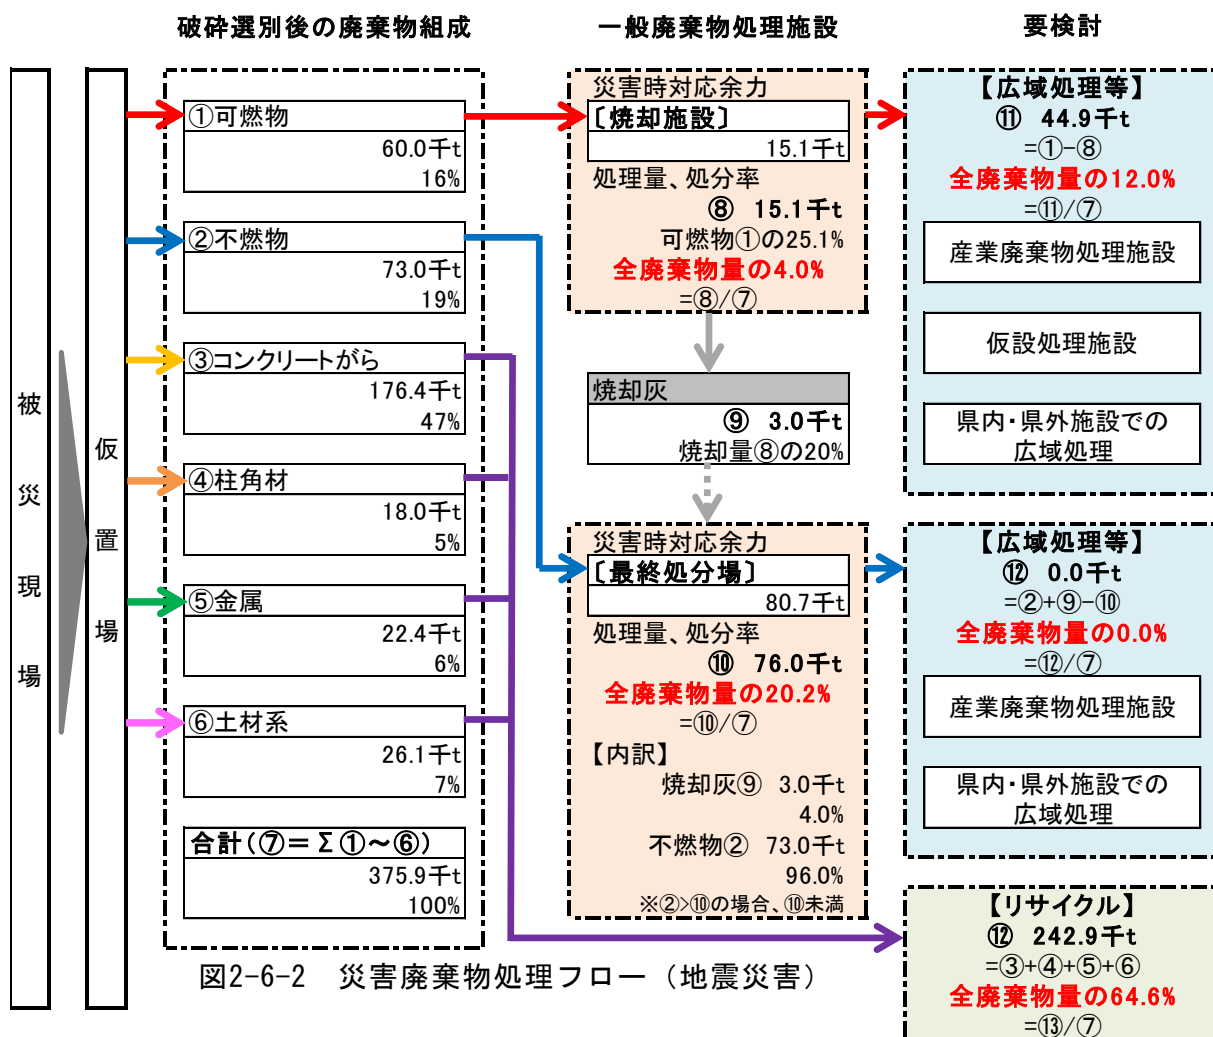 破砕選別後の廃棄物組成
一般廃棄物処理施設
要検討
被災現場
仮置場
①可燃物
60.0千t
16%
②不燃物
73.0千t
19%
③コンクリートがら
176.4千t
47%
④柱角材
18.0千t
5%
⑤金属
22.4千t
6%
⑥土材系
26.1千t
7%
合計(⑦=Σ①～⑥)
375.9千t
100%
災害時対応余力
〔焼却施設〕
15.1千t
処理量、処分率
⑧ 15.1千t
可燃物①の25.1%
全廃棄物量の4.0%
=⑧/⑦
焼却灰
⑨ 3.0千t
焼却量⑧の20%
災害時対応余力
〔最終処分場〕
80.7千t
処理量、処分率
⑩ 76.0千t
全廃棄物量の20.2%
=⑩/⑦
【内訳】
焼却灰⑨ 3.0千t
4.0%
不燃物② 73.0千t
96.0%
※②>⑩の場合、⑩未満
【広域処理等】
⑪ 44.9千t
=①-⑧
全廃棄物量の12.0%
=⑪/⑦
産業廃棄物処理施設
仮設処理施設
県内・県外施設での
広域処理
【広域処理等】
⑫ 0.0千t
=②+⑨-⑩
全廃棄物量の0.0%
=⑫/⑦
産業廃棄物処理施設
県内・県外施設での
広域処理
【リサイクル】
⑫ 242.9千t
=③+④+⑤+⑥
全廃棄物量の64.6%
=⑬/⑦
図2-6-2 災害廃棄物処理フロー（地震災害）